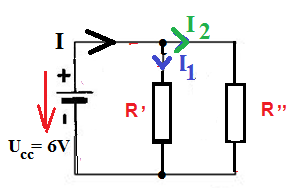 I
I2
I1
+
-
R'
R"
Ucc= 6V